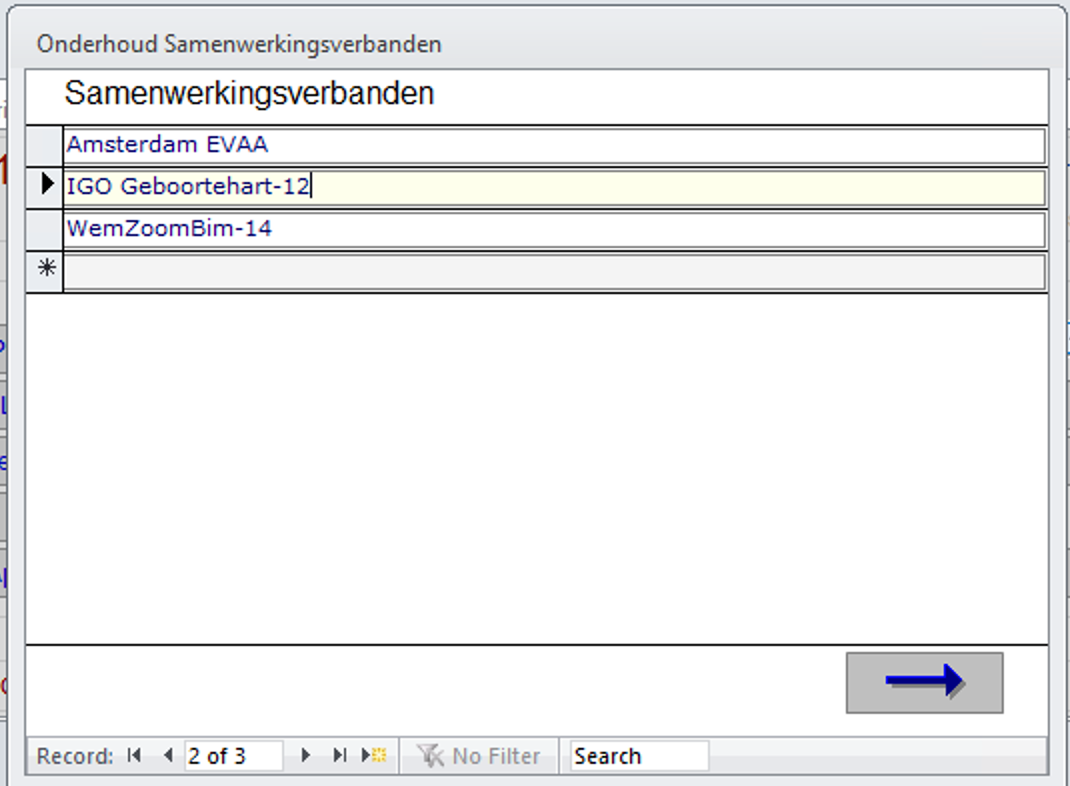 Onderhoud Samenwerkingsverbanden
Samenwerkingsverbanden
Amsterdam EVAA
IGO Geboortehart-12
WemZoomBim-14
Record: 2 of 3 No Filter Search